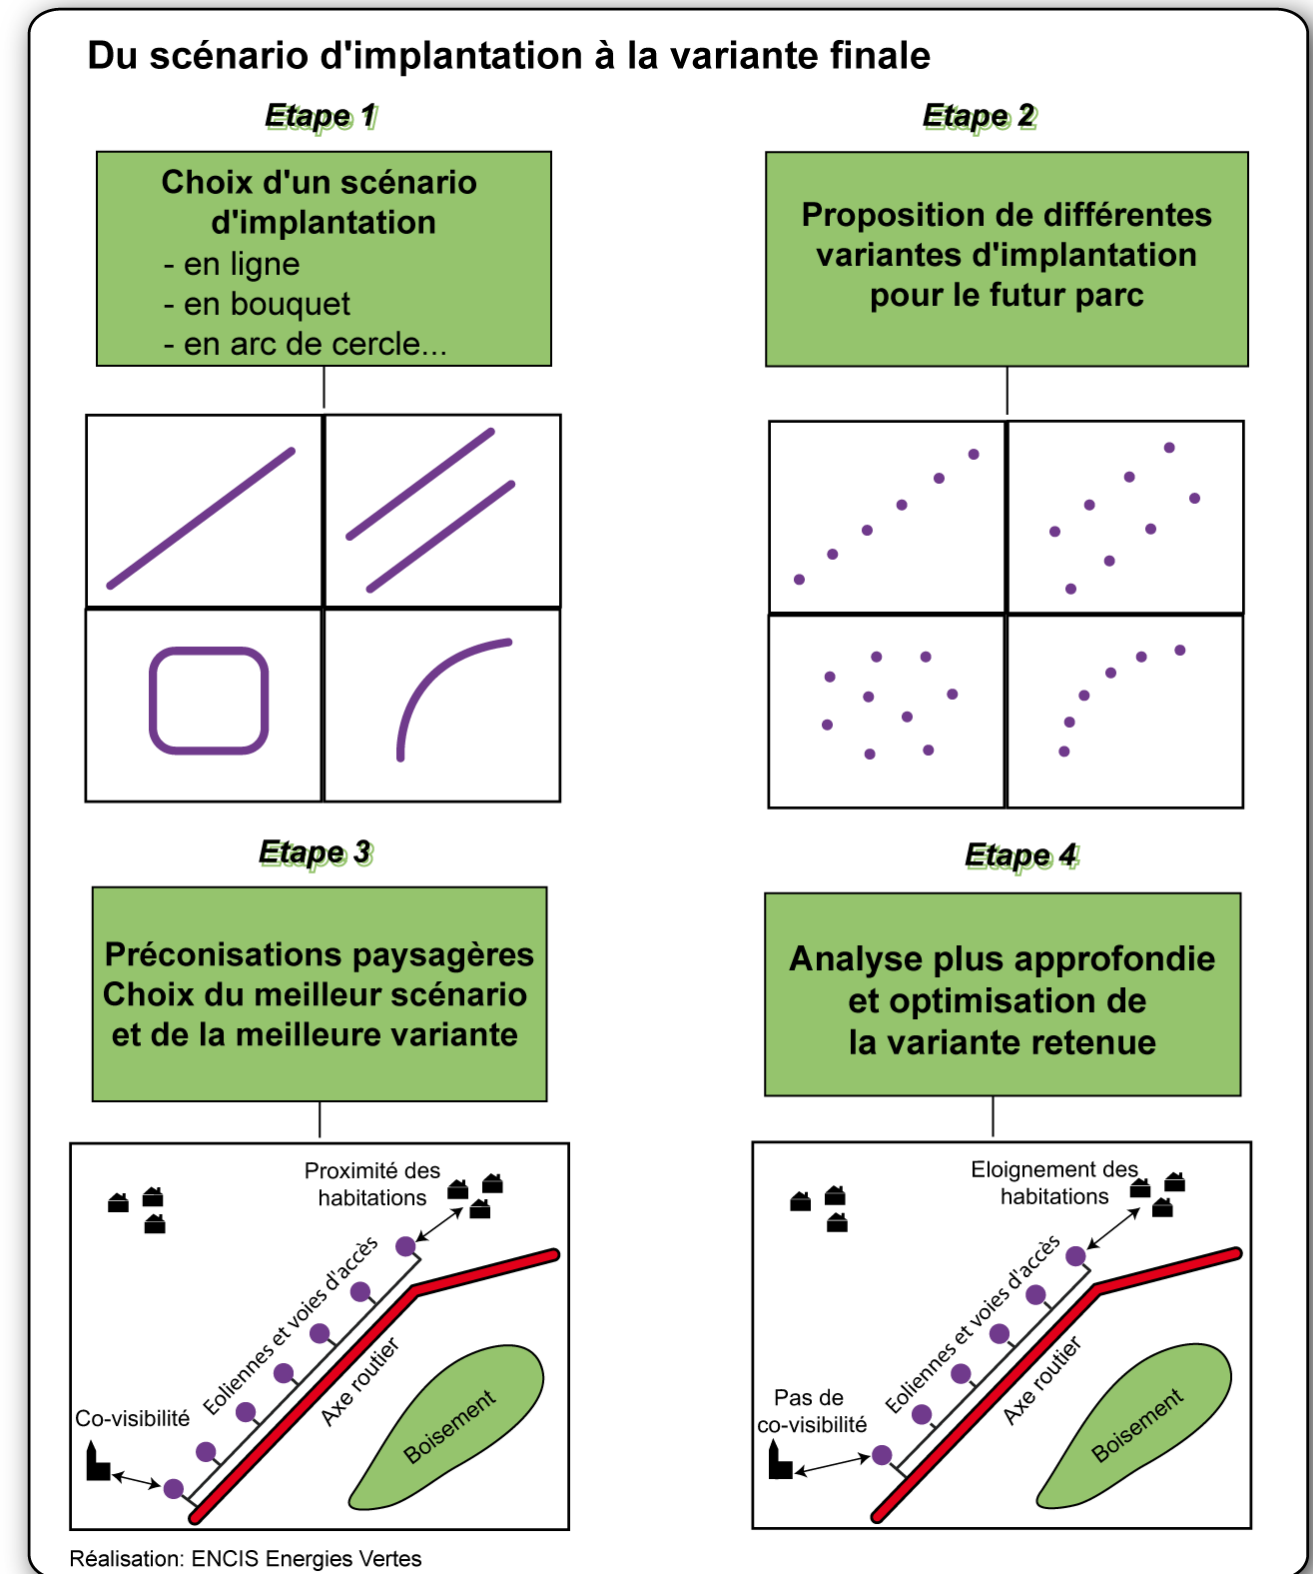 Du scénario d'implantation à la variante finale
Etape 1
Choix d'un scénario
d'implantation
- en ligne
- en bouquet
- en arc de cercle...
Etape 2
Proposition de différentes
variantes d'implantation
pour le futur parc
Etape 3
Préconisations paysagères
Choix du meilleur scénario
et de la meilleure variante
Proximité des
habitations
Eoliennes et voies d'accès
Axe routier
Co-visibilité
Boisement
Etape 4
Analyse plus approfondie
et optimisation de
la variante retenue
Eloignement des
habitations
Eoliennes et voies d'accès
Axe routier
Pas de
co-visibilité
Boisement
Réalisation: ENCIS Energies Vertes